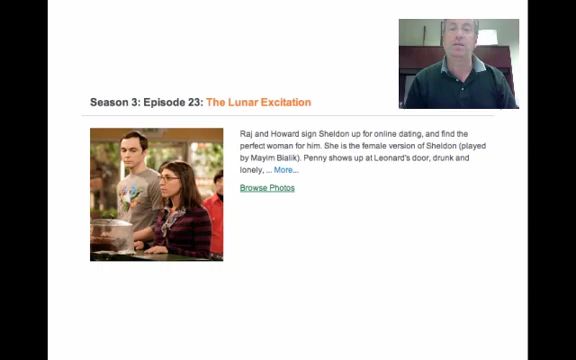 Season 3: Episode 23: The Lunar Excitation
Raj and Howard sign Sheldon up for online dating, and find the
perfect woman for him. She is the female version of Sheldon (played
by Mayim Bialik). Penny shows up at Leonard's door, drunk and
lonely, ... More...
Browse Photos